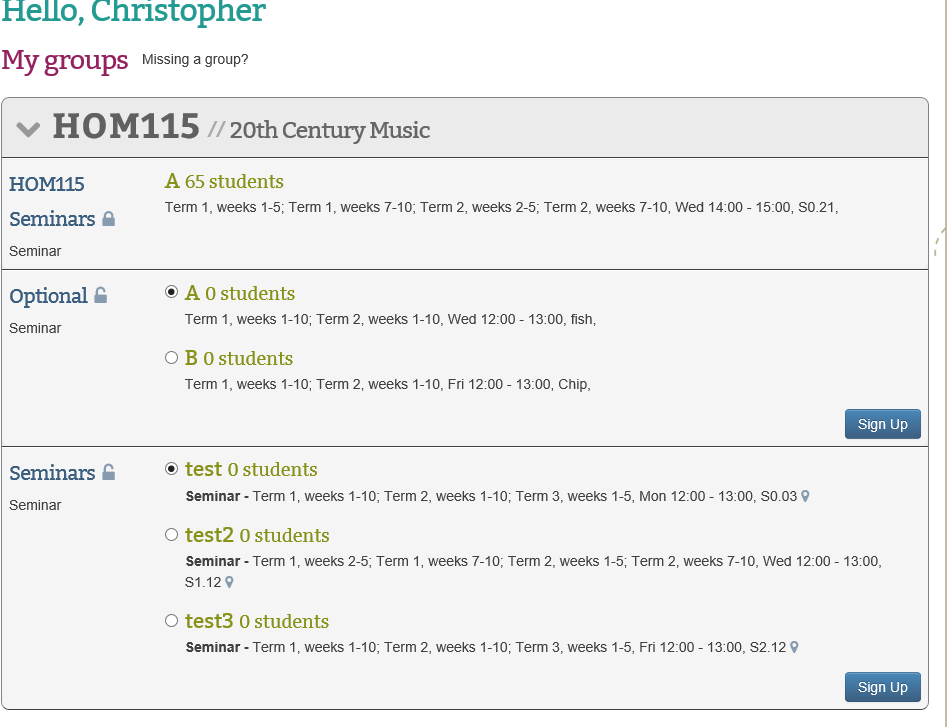 Hello, Christopher
My groups Missing a group?
HOM115 // 20th Century Music
HOM115
Seminars
Seminar
A 65 students
Term 1, weeks 1-5; Term 1, weeks 7-10; Term 2, weeks 2-5; Term 2, weeks 7-10, Wed 14:00 - 15:00, S0.21,
Optional
Seminar
A 0 students
Term 1, weeks 1-10; Term 2, weeks 1-10, Wed 12:00 - 13:00, fish,
B 0 students
Term 1, weeks 1-10; Term 2, weeks 1-10, Fri 12:00 - 13:00, Chip,
Sign Up
Seminars
Seminar
test 0 students
Seminar - Term 1, weeks 1-10; Term 2, weeks 1-10; Term 3, weeks 1-5, Mon 12:00 - 13:00, S0.03
test2 0 students
Seminar - Term 1, weeks 2-5; Term 1, weeks 7-10; Term 2, weeks 1-5; Term 2, weeks 7-10, Wed 12:00 - 13:00,
S1.12
test3 0 students
Seminar - Term 1, weeks 1-10; Term 2, weeks 1-10; Term 3, weeks 1-5, Fri 12:00 - 13:00, S2.12
Sign Up